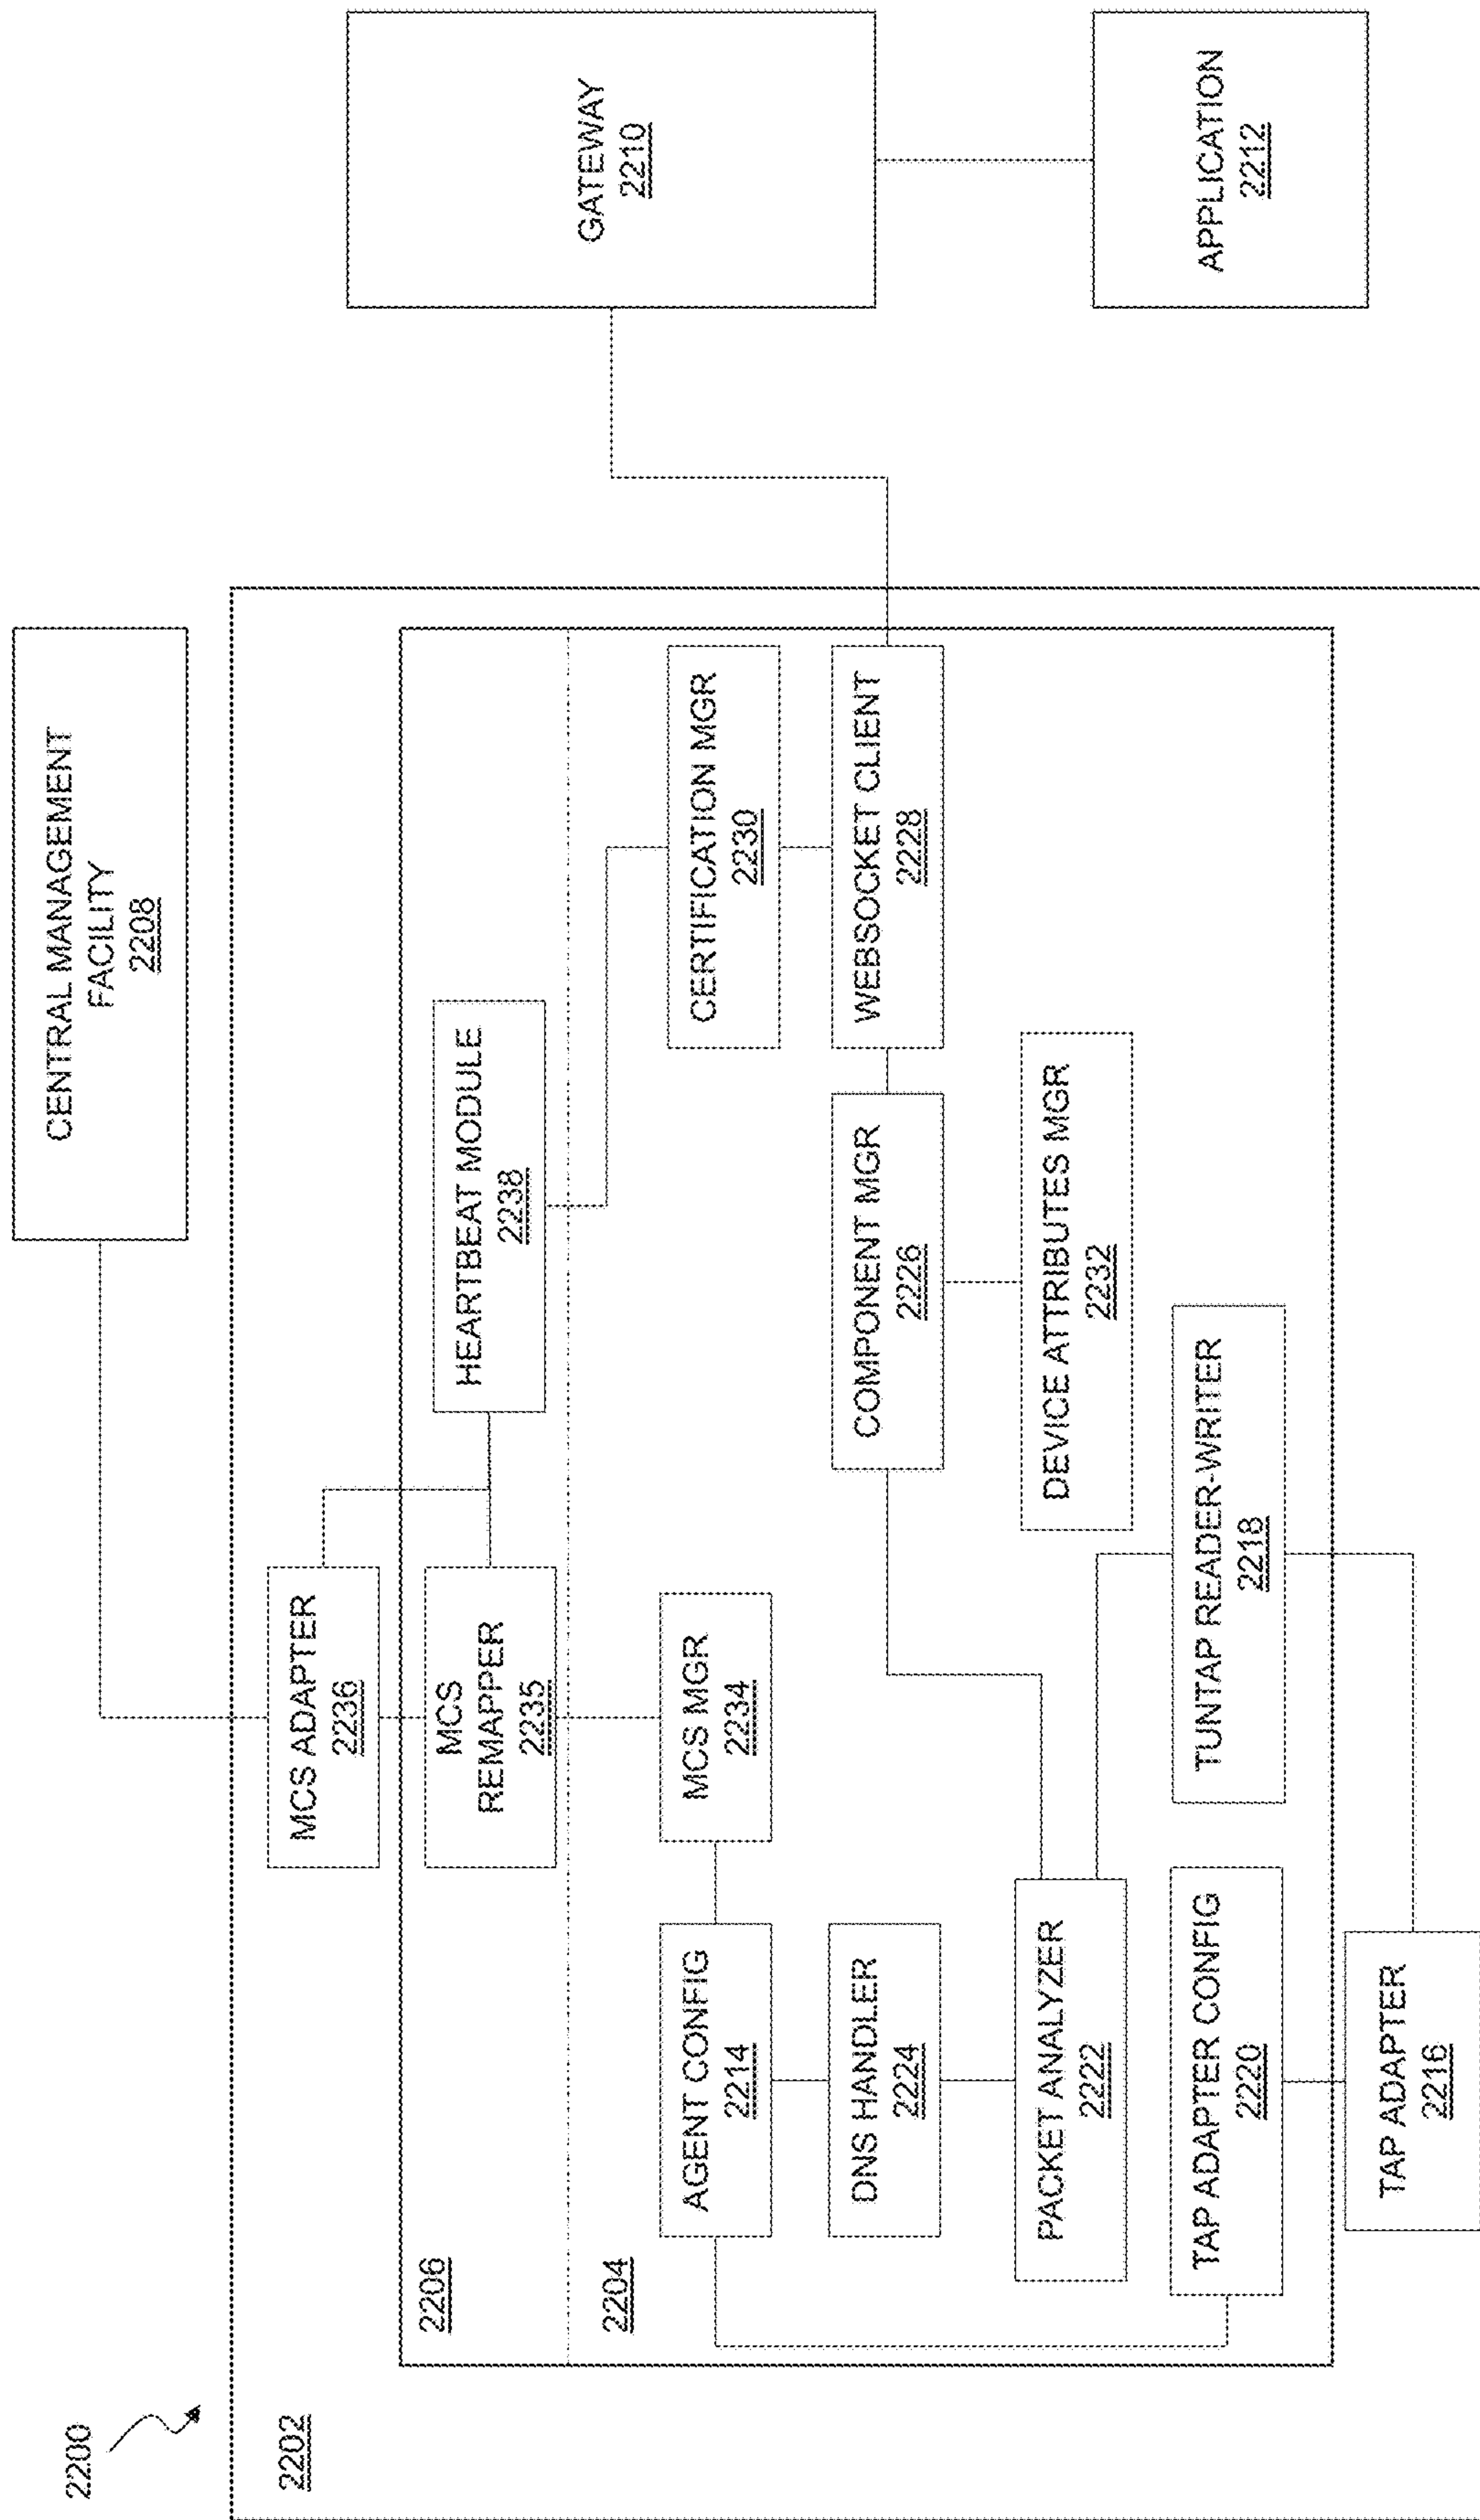 2200
2202
CENTRAL MANAGEMENT
FACILITY
2208
MCS ADAPTER
2236
2206
MCS
REMAPPER
2235
HEARTBEAT MODULE
2238
2204
AGENT CONFIG
2214
MCS MGR
2234
CERTIFICATION MGR
2230
DNS HANDLER
2224
COMPONENT MGR
2226
WEBSOCKET CLIENT
2228
PACKET ANALYZER
2222
DEVICE ATTRIBUTES MGR
2232
TAP ADAPTER CONFIG
2220
TUNTAP READER-WRITER
2218
TAP ADAPTER
2216
GATEWAY
2210
APPLICATION
2212